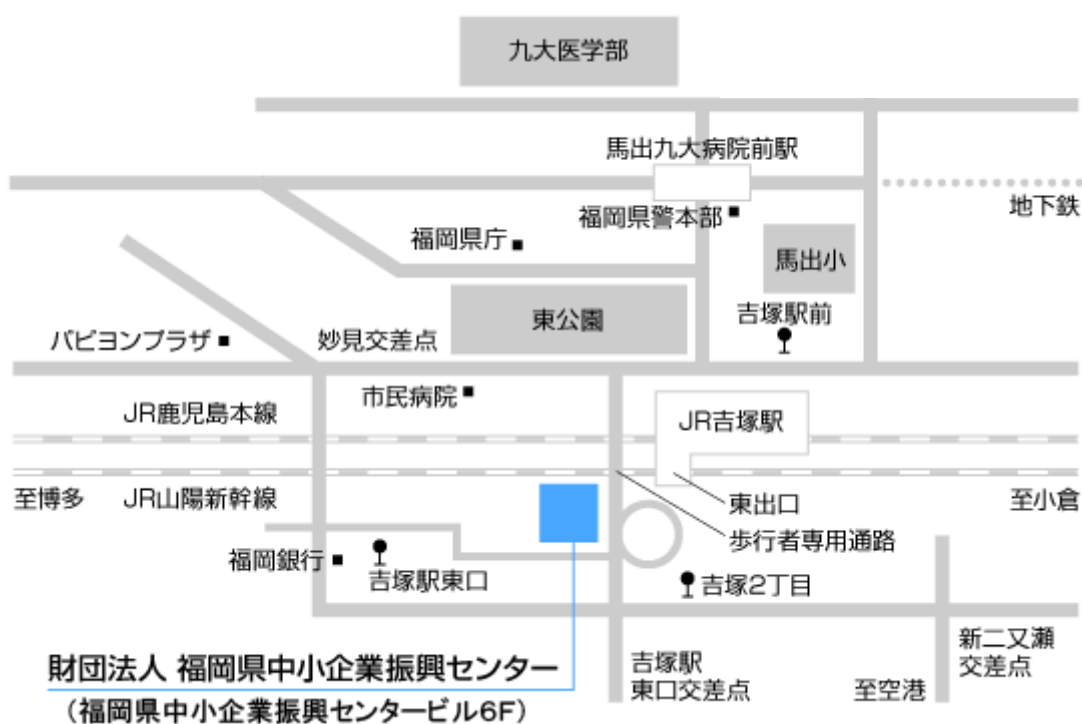 九大医学部
馬出九大病院前駅
地下鉄
福岡県警本部
福岡県庁
馬出小
東公園
吉塚駅前
パピヨンプラザ
妙見交差点
市民病院
JR鹿児島本線
JR吉塚駅
至博多
JR山陽新幹線
東出口
至小倉
歩行者専用通路
福岡銀行
吉塚駅東口
吉塚2丁目
財団法人 福岡県中小企業振興センター
(福岡県中小企業振興センタービル6F)
吉塚駅
東口交差点
新二又瀬
交差点
至空港